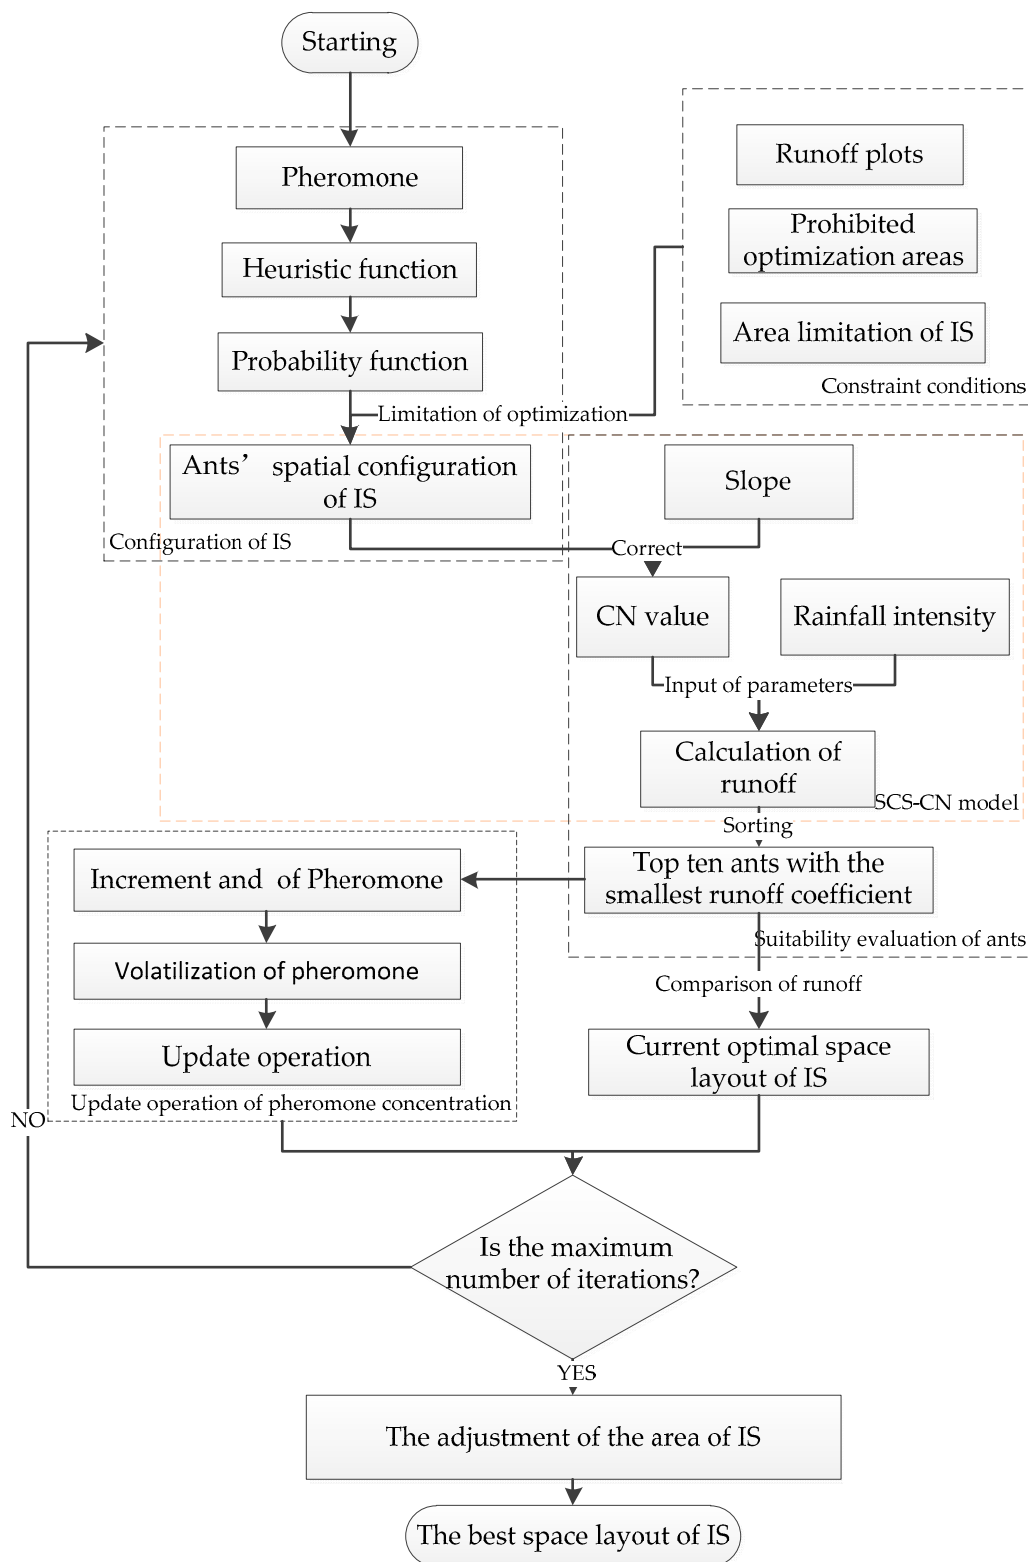 Starting
Pheromone
Heuristic function
Probability function
Runoff plots
Prohibited
optimization areas
Area limitation of IS
Constraint conditions
Limitation of optimization
Ants’ spatial configuration
of IS
Configuration of IS
Slope
Correct
CN value
Rainfall intensity
Input of parameters
Calculation of
runoff
SCS-CN model
Sorting
Top ten ants with the
smallest runoff coefficient
Suitability evaluation of ants
Increment and of Pheromone
Volatilization of pheromone
Update operation
Update operation of pheromone concentration
Comparison of runoff
Current optimal space
layout of IS
NO
Is the maximum
number of iterations?
YES
The adjustment of the area of IS
The best space layout of IS